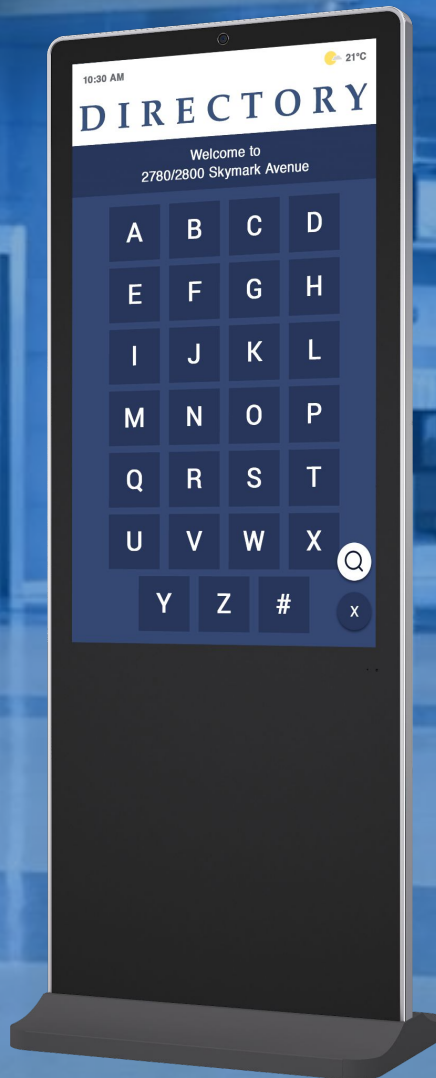 10:30 AM 21°C
DIRECTORY
Welcome to
2780/2800 Skymark Avenue
A B C D
E F G H
I J K L
M N O P
Q R S T
U V W X
Y Z #
X